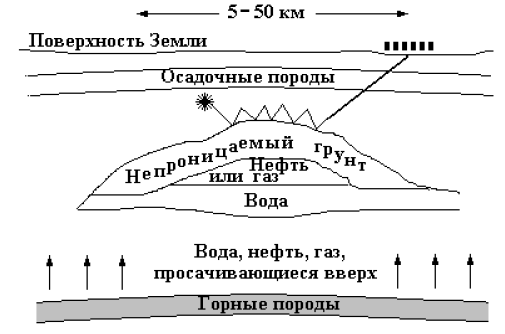 5-50 км
Поверхность Земли
Осадочные породы
Непроницаемый грунт
Нефть
или газ
Вода
Вода, нефть, газ,
просачивающиеся вверх
Горные породы